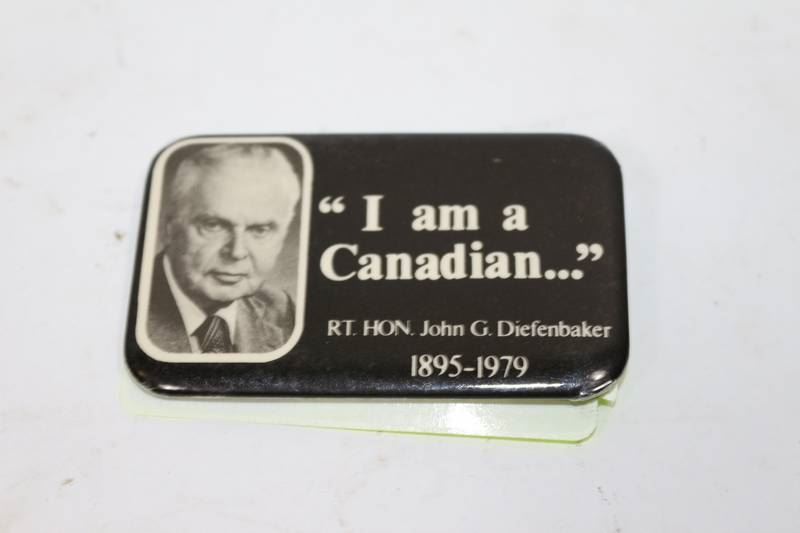 “ I am a
Canadian...”
RT. HON. John G. Diefenbaker
1895-1979